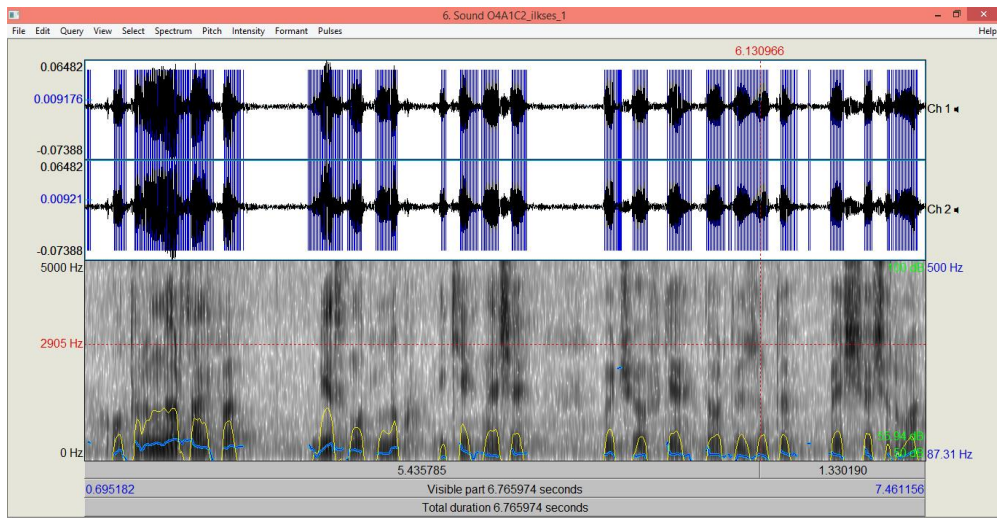 6. Sound O4A1C2_ilkses_1
File Edit Query View Select Spectrum Pitch Intensity Formant Pulses Help
6.130966
0.06482
0.009176
-0.07388
Ch 1
0.06482
0.00921
-0.07388
Ch 2
5000 Hz
500 Hz
2905 Hz
0 Hz
87.31 Hz
5.435785 1.330190
0.695182 Visible part 6.765974 seconds 7.461156
Total duration 6.765974 seconds